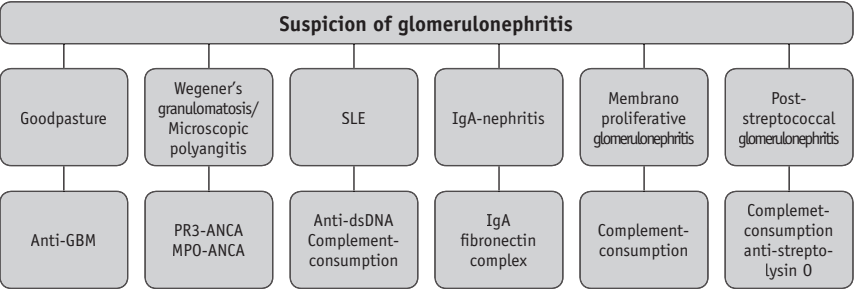 Suspicion of glomerulonephritis
Goodpasture
Wegener's
granulomatosis/
Microscopic
polyangitis
SLE
IgA-nephritis
Membrano
proliferative
glomerulonephritis
Post-
streptococcal
glomerulonephritis
Anti-GBM
PR3-ANCA
MPO-ANCA
Anti-dsDNA
Complement-
consumption
IgA
fibronectin
complex
Complement-
consumption
Complemet-
consumption
anti-strepto-
lysin O